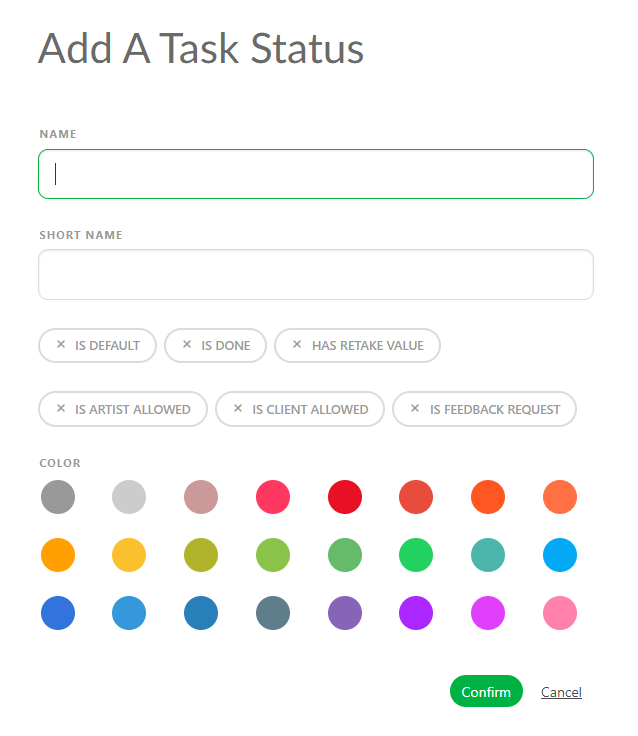 Add A Task Status
NAME
SHORT NAME
✕ IS DEFAULT ✕ IS DONE ✕ HAS RETAKE VALUE
✕ IS ARTIST ALLOWED ✕ IS CLIENT ALLOWED ✕ IS FEEDBACK REQUEST
COLOR
Confirm Cancel